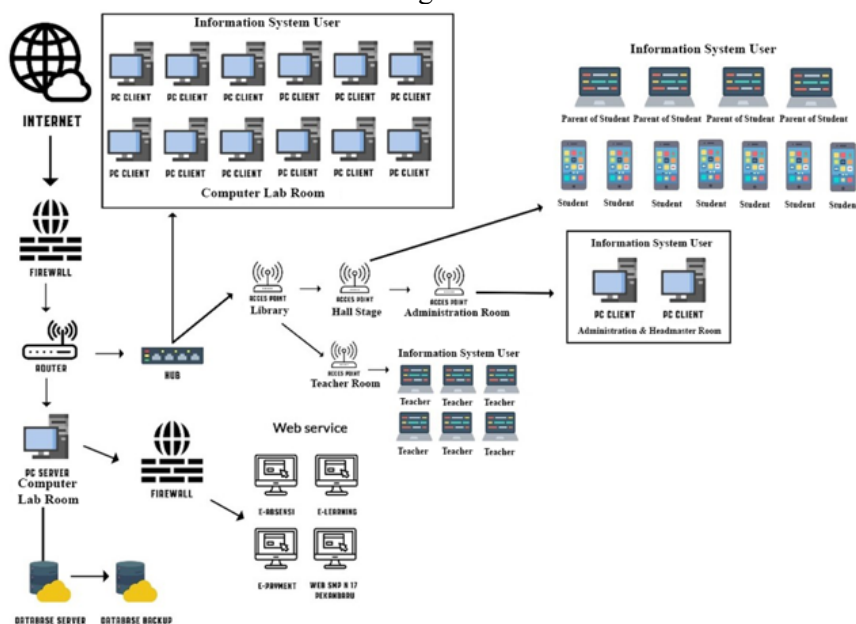 Information System User
PC CLIENT PC CLIENT PC CLIENT PC CLIENT PC CLIENT PC CLIENT
PC CLIENT PC CLIENT PC CLIENT PC CLIENT PC CLIENT PC CLIENT
Computer Lab Room
INTERNET
Information System User
Parent of Student Parent of Student Parent of Student Parent of Student
Student Student Student Student Student Student Student
FIREWALL
Information System User
PC CLIENT PC CLIENT
Administration & Headmaster Room
ACCES POINT
Library
ACCES POINT
Hall Stage
ACCES POINT
Administration Room
ROUTER
HUB
ACCES POINT
Teacher Room
Information System User
Teacher Teacher Teacher
Teacher Teacher Teacher
PC SERVER
Computer
Lab Room
FIREWALL
Web service
E-ABSENSI E-LEARNING
E-PAYMENT WEB SMP N 17
PEKANBARU
DATABASE SERVER DATABASE BACKUP